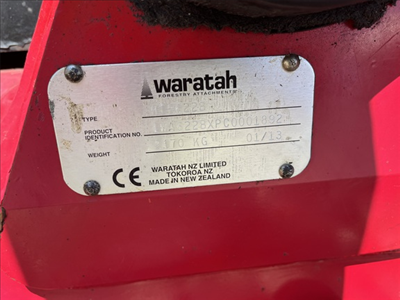 waratah
FORESTRY ATTACHMENTS
TYPE
PRODUCT
IDENTIFICATION NO.
WEIGHT
KG 01/13
CE
WARATAH NZ LIMITED
TOKOROA NZ
MADE IN NEW ZEALAND